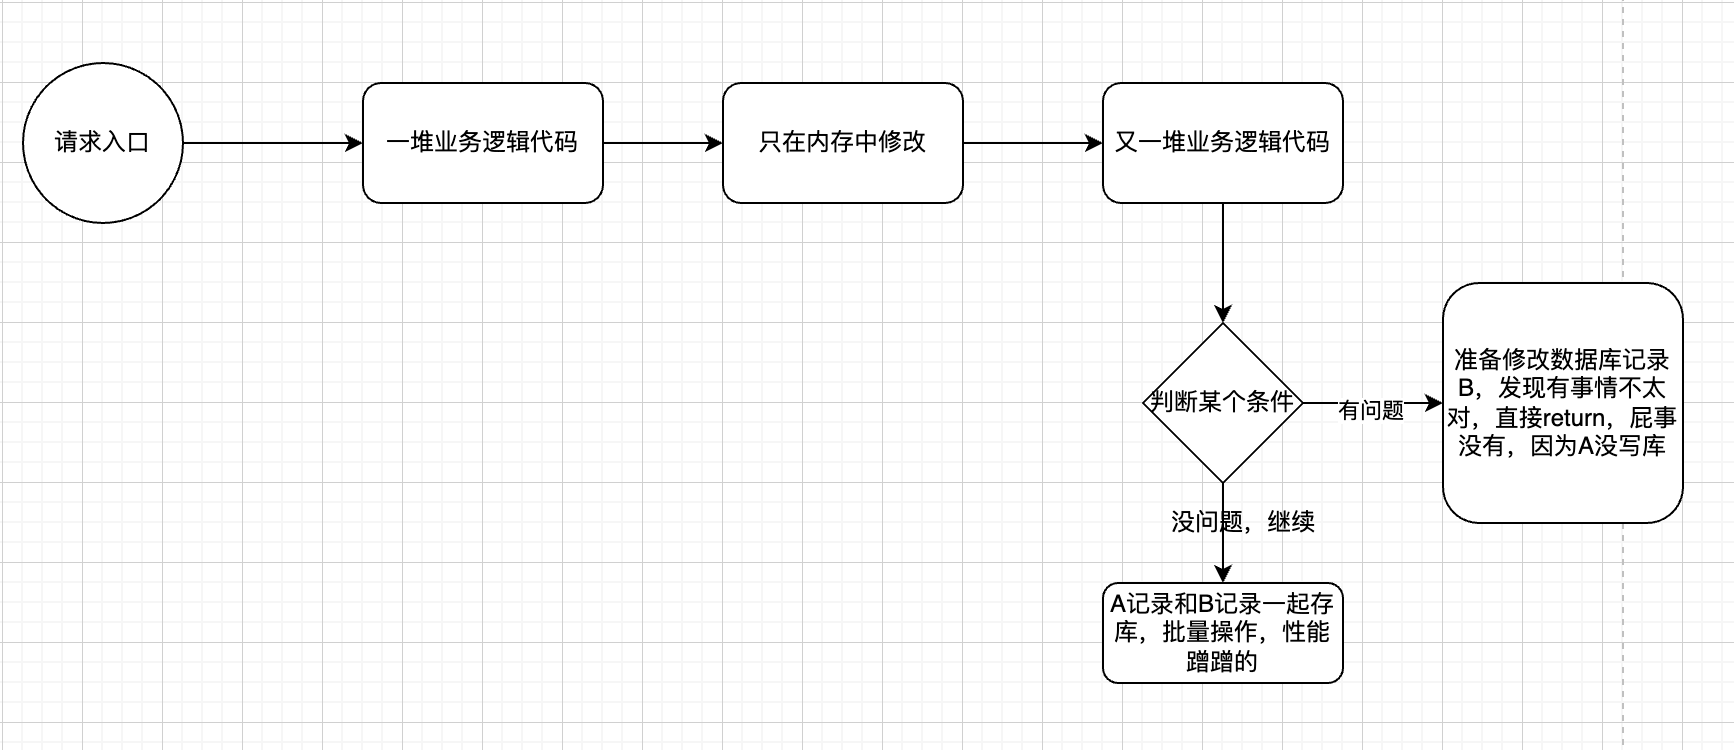 请求入口
一堆业务逻辑代码
只在内存中修改
又一堆业务逻辑代码
判断某个条件
有问题
准备修改数据库记录
B，发现有事情不太
对，直接return，屁事
没有，因为A没写库
没问题，继续
A记录和B记录一起存
库，批量操作，性能
蹭蹭的